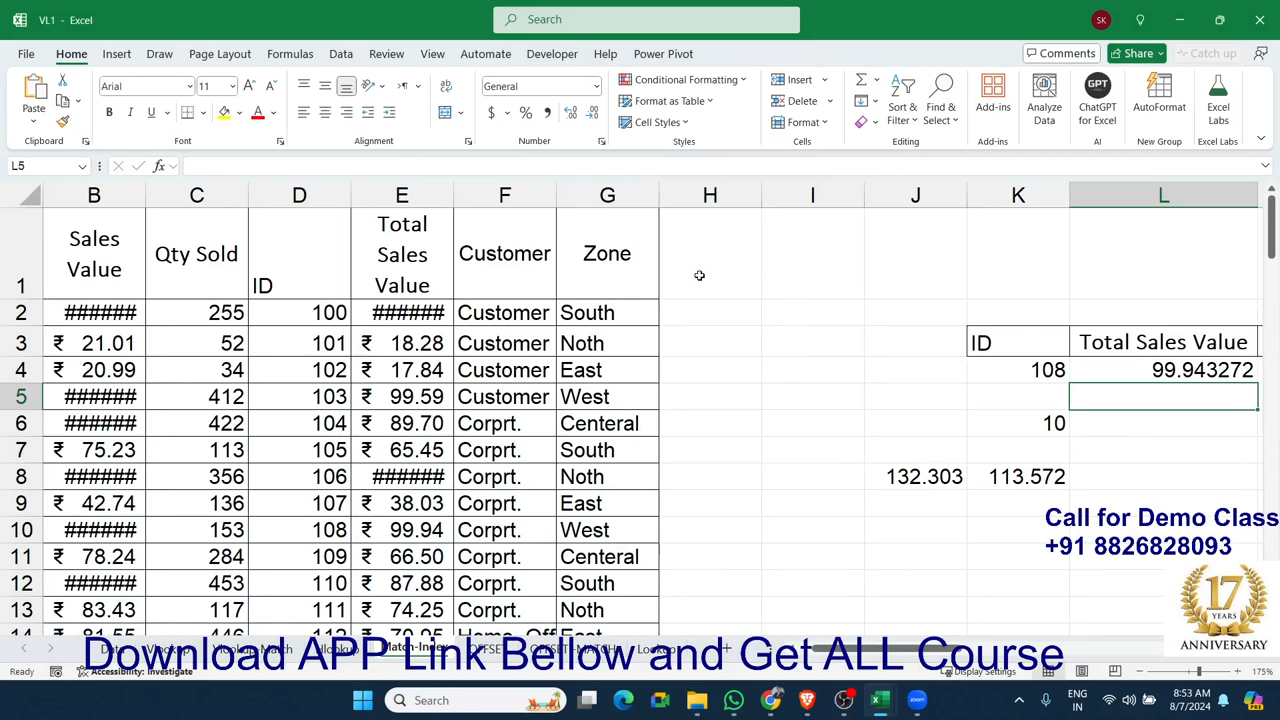 VL1 - Excel
Search
SK
File Home Insert Draw Page Layout Formulas Data Review View Automate Developer Help Power Pivot
Comments Share Catch up
Paste
Arial 11
B I U
General
$ %
Conditional Formatting
Format as Table
Cell Styles
Insert
Delete
Format
Sort & Filter
Find & Select
Add-ins
Analyze Data
ChatGPT for Excel
AutoFormat
Excel Labs
Clipboard Font Alignment Number Styles Cells Editing Add-ins AI New Group Excel Labs
L5 fx
B C D E F G H I J K L
1 Sales Value Qty Sold ID Total Sales Value Customer Zone
2 ###### 255 100 ###### Customer South
3 ₹ 21.01 52 101 ₹ 18.28 Customer Noth ID Total Sales Value
4 ₹ 20.99 34 102 ₹ 17.84 Customer East 108 99.943272
5 ###### 412 103 ₹ 99.59 Customer West
6 ###### 422 104 ₹ 89.70 Corprt. Centeral 10
7 ₹ 75.23 113 105 ₹ 65.45 Corprt. South
8 ###### 356 106 ###### Corprt. Noth 132.303 113.572
9 ₹ 42.74 136 107 ₹ 38.03 Corprt. East
10 ###### 153 108 ₹ 99.94 Corprt. West
11 ₹ 78.24 284 109 ₹ 66.50 Corprt. Centeral
12 ###### 453 110 ₹ 87.88 Corprt. South
13 ₹ 83.43 117 111 ₹ 74.25 Corprt. Noth
Call for Demo Class
+91 8826828093
17
YEARS
ANNIVERSARY
Match-Index
Download APP Link Bellow and Get ALL Course
Ready Accessibility: Investigate Display Settings 175%
Search
ENG
IN
8:53 AM
8/7/2024